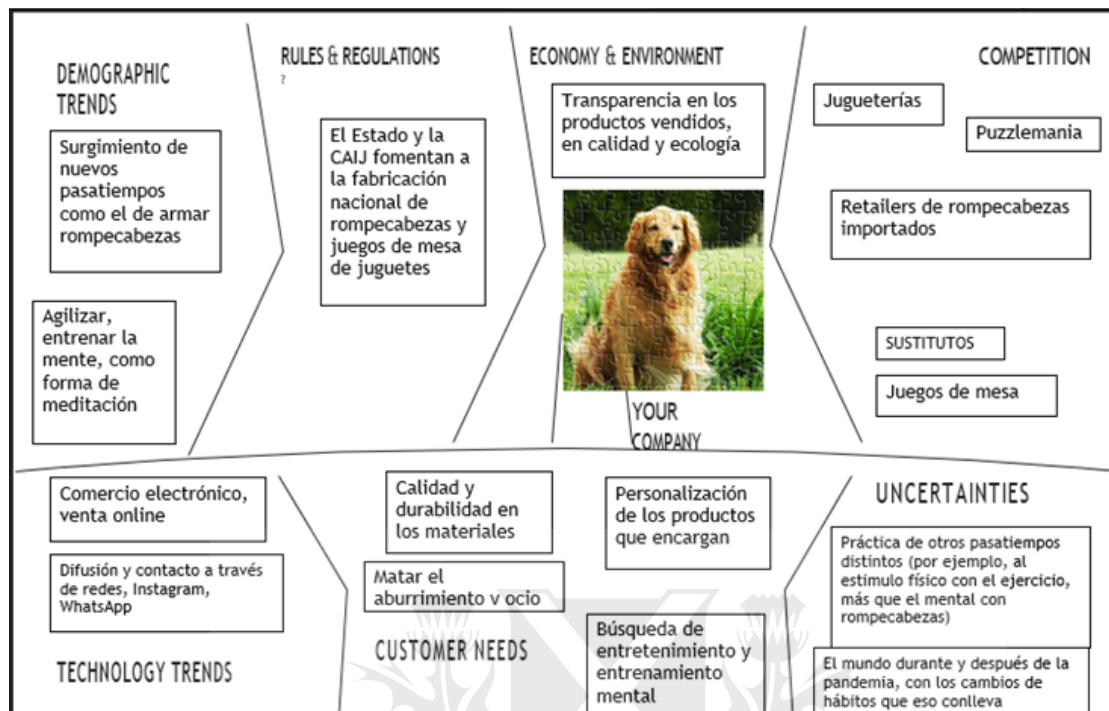 DEMOGRAPHIC
TRENDS
Surgimiento de
nuevos
pasatiempos
como el de armar
rompecabezas
Agilizar,
entrenar la
mente, como
forma de
meditación
RULES & REGULATIONS
?
El Estado y la
CAIJ fomentan a
la fabricación
nacional de
rompecabezas y
juegos de mesa
de juguetes
ECONOMY & ENVIRONMENT
Transparencia en los
productos vendidos,
en calidad y ecología
YOUR
COMPANY
COMPETITION
Jugueterías
Puzzlemania
Retailers de rompecabezas
importados
SUSTITUTOS
Juegos de mesa
Comercio electrónico,
venta online
Difusión y contacto a través
de redes, Instagram,
WhatsApp
TECHNOLOGY TRENDS
Calidad y
durabilidad en
los materiales
Matar el
aburrimiento y ocio
CUSTOMER NEEDS
Personalización
de los productos
que encargan
Búsqueda de
entretenimiento y
entrenamiento
mental
UNCERTAINTIES
Práctica de otros pasatiempos
distintos (por ejemplo, al
estimulo físico con el ejercicio,
más que el mental con
rompecabezas)
El mundo durante y después de la
pandemia, con los cambios de
hábitos que eso conlleva